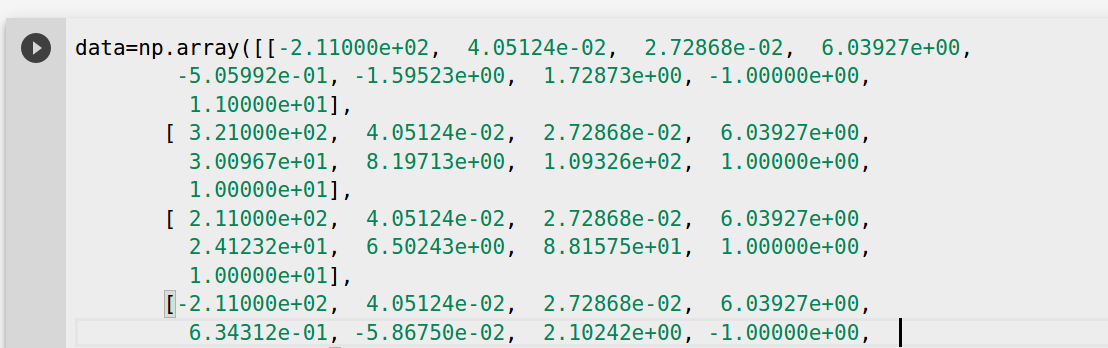 data=np.array([[-2.11000e+02,  4.05124e-02,  2.72868e-02,  6.03927e+00,
        -5.05992e-01, -1.59523e+00,  1.72873e+00, -1.00000e+00,
         1.10000e+01],
       [ 3.21000e+02,  4.05124e-02,  2.72868e-02,  6.03927e+00,
         3.00967e+01,  8.19713e+00,  1.09326e+02,  1.00000e+00,
         1.00000e+01],
       [ 2.11000e+02,  4.05124e-02,  2.72868e-02,  6.03927e+00,
         2.41232e+01,  6.50243e+00,  8.81575e+01,  1.00000e+00,
         1.00000e+01],
       [-2.11000e+02,  4.05124e-02,  2.72868e-02,  6.03927e+00,
         6.34312e-01, -5.86750e-02,  2.10242e+00, -1.00000e+00,